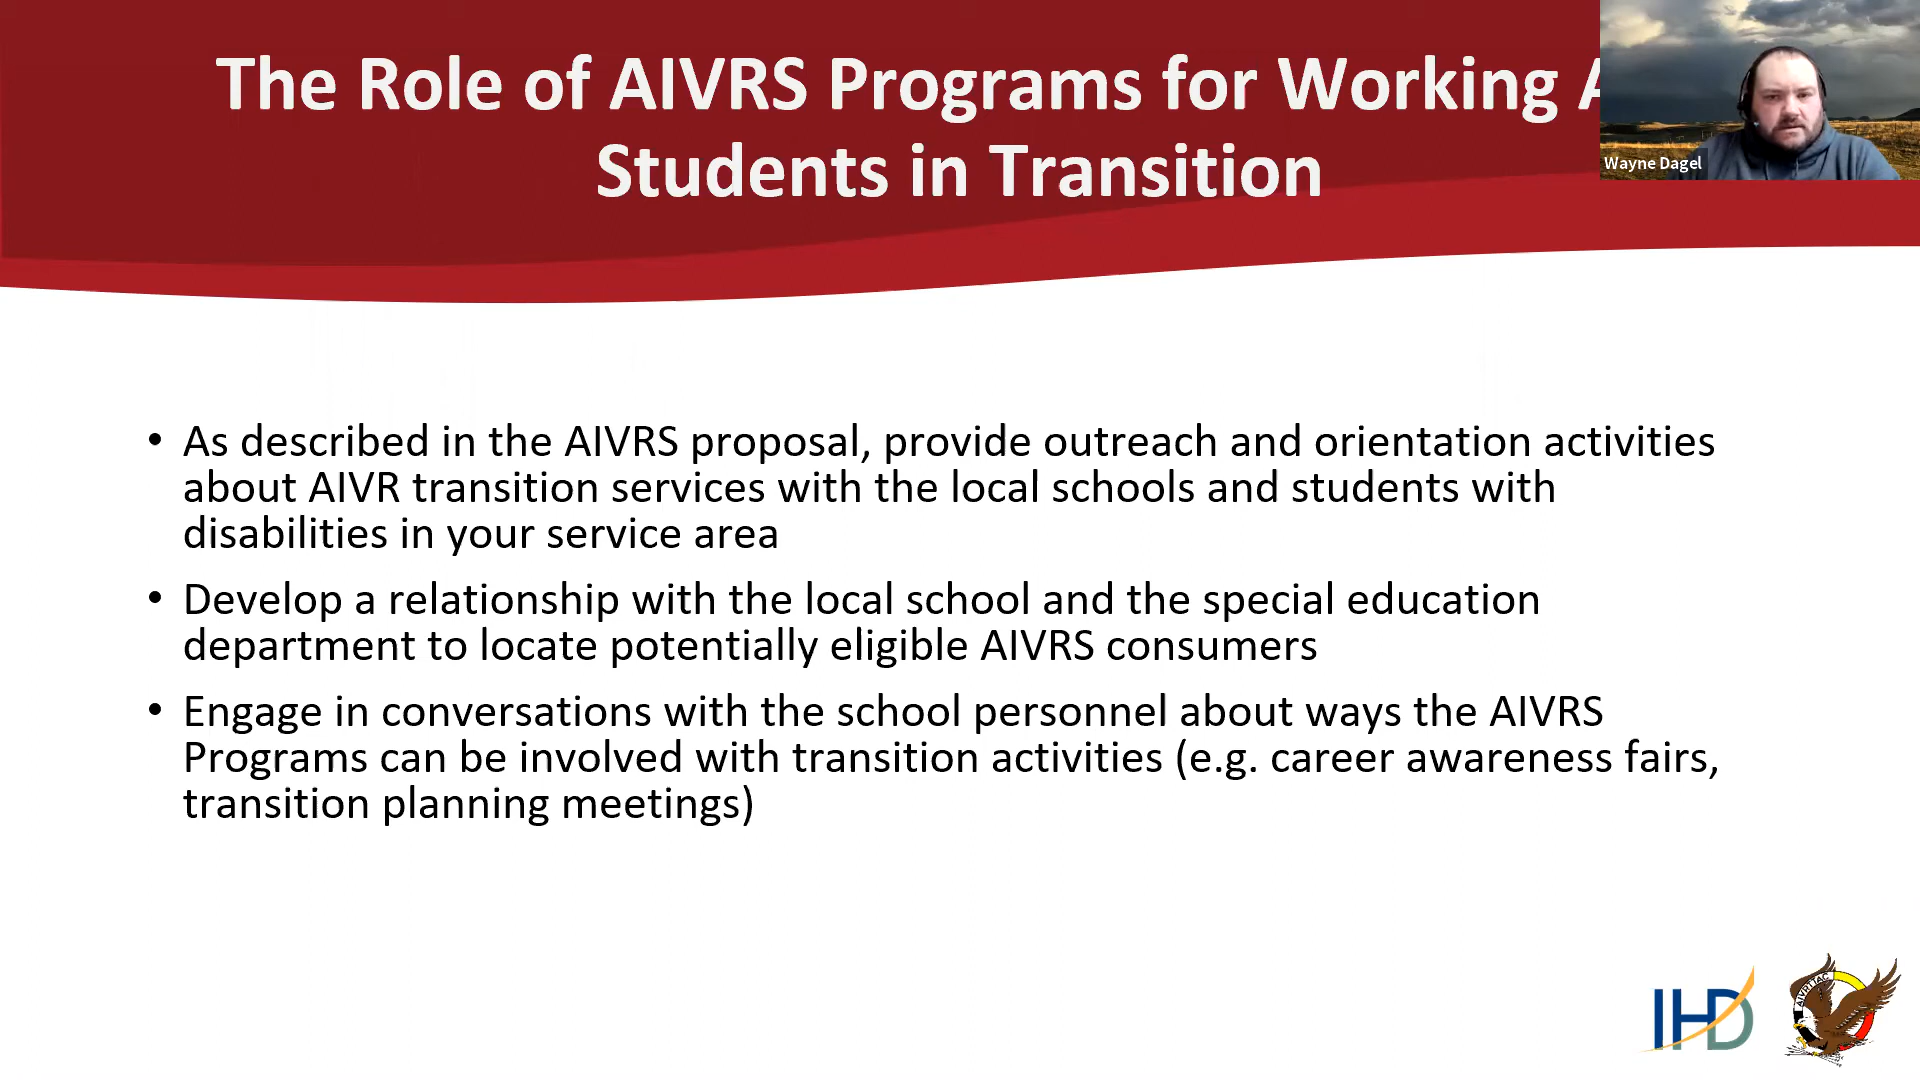 The Role of AIVRS Programs for Working
Students in Transition
Wayne Dagel
• As described in the AIVRS proposal, provide outreach and orientation activities
about AIVR transition services with the local schools and students with
disabilities in your service area
• Develop a relationship with the local school and the special education
department to locate potentially eligible AIVRS consumers
• Engage in conversations with the school personnel about ways the AIVRS
Programs can be involved with transition activities (e.g. career awareness fairs,
transition planning meetings)
IHD
AIVRTTAC